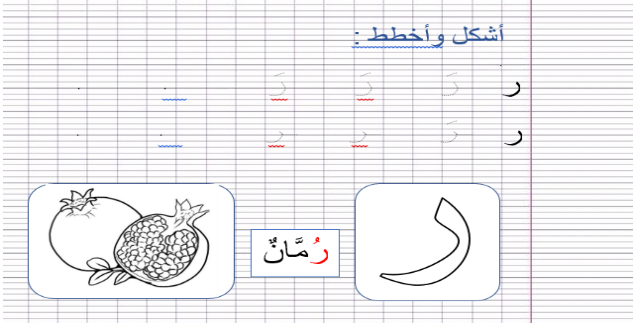 أشكل وأخطط :
ر رَ رَ رَ . .
ر رَ ر ر . .
ر
رُمَّانٌ